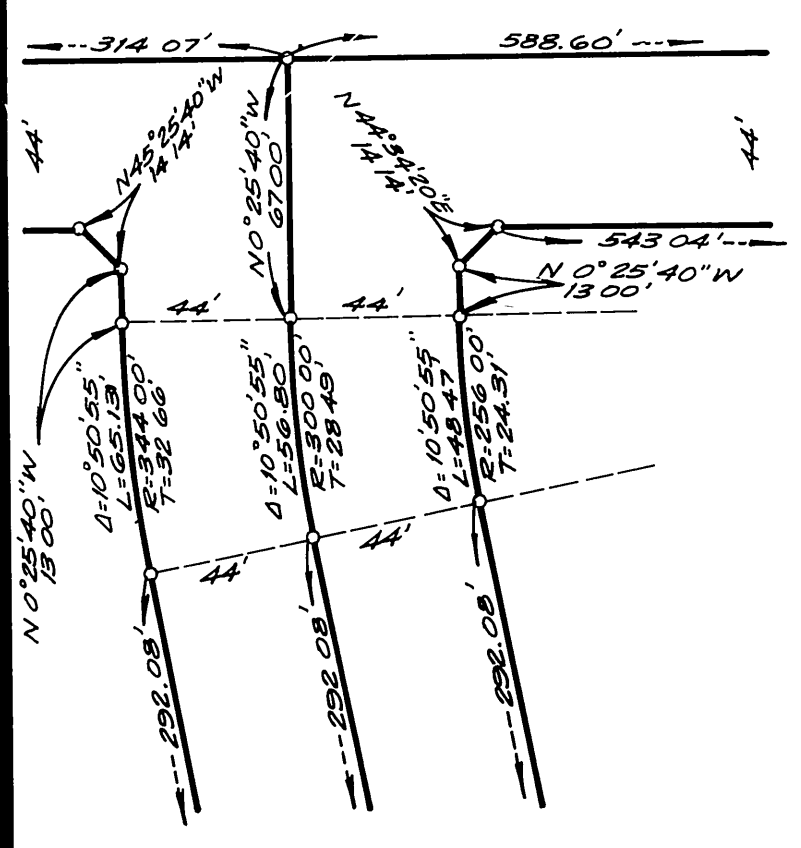 314 07'
588.60'
44'
N 45° 25' 40" W
14 14'
N 0° 25' 40" W
67 00'
N 44° 34' 20" E
14 14'
44'
543 04'
N 0° 25' 40" W
13 00'
44'
44'
Δ=10° 50' 55"
L=65.13'
R=344 00'
T=32 66'
Δ=10° 50' 55"
L=56.80'
R=300 00'
T=28 49'
Δ=10° 50' 55"
L=48 47'
R=256 00'
T=24.31'
N 0° 25' 40" W
13 00'
44'
44'
292.08'
292 08'
292.08'